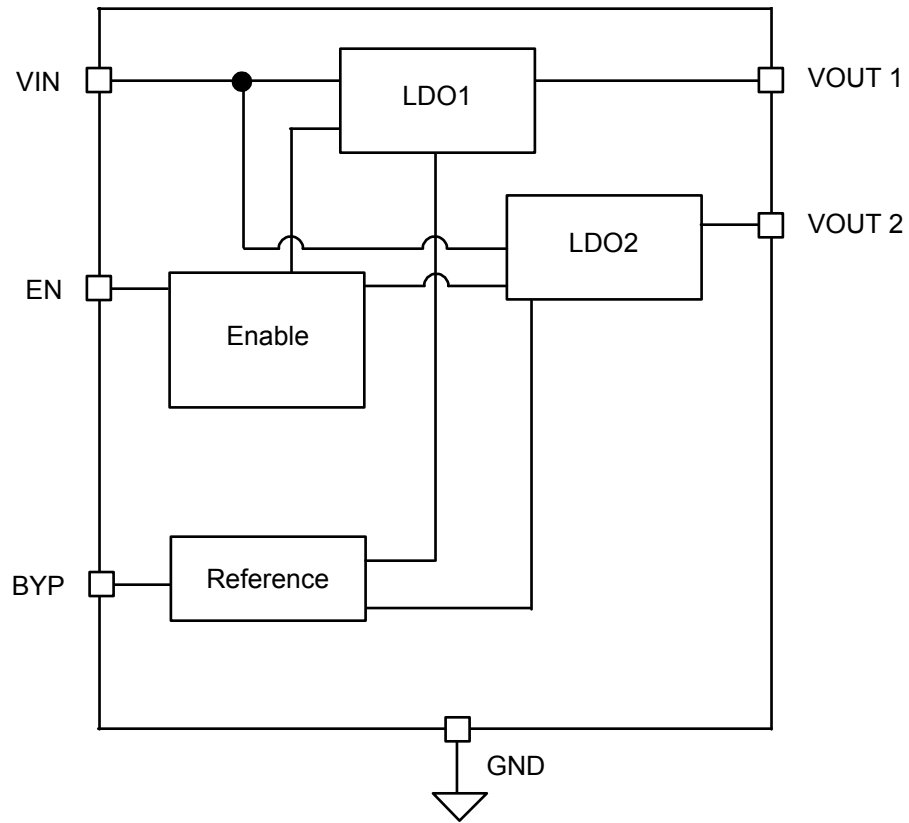 VIN
LDO1
VOUT 1
LDO2
VOUT 2
EN
Enable
BYP
Reference
GND